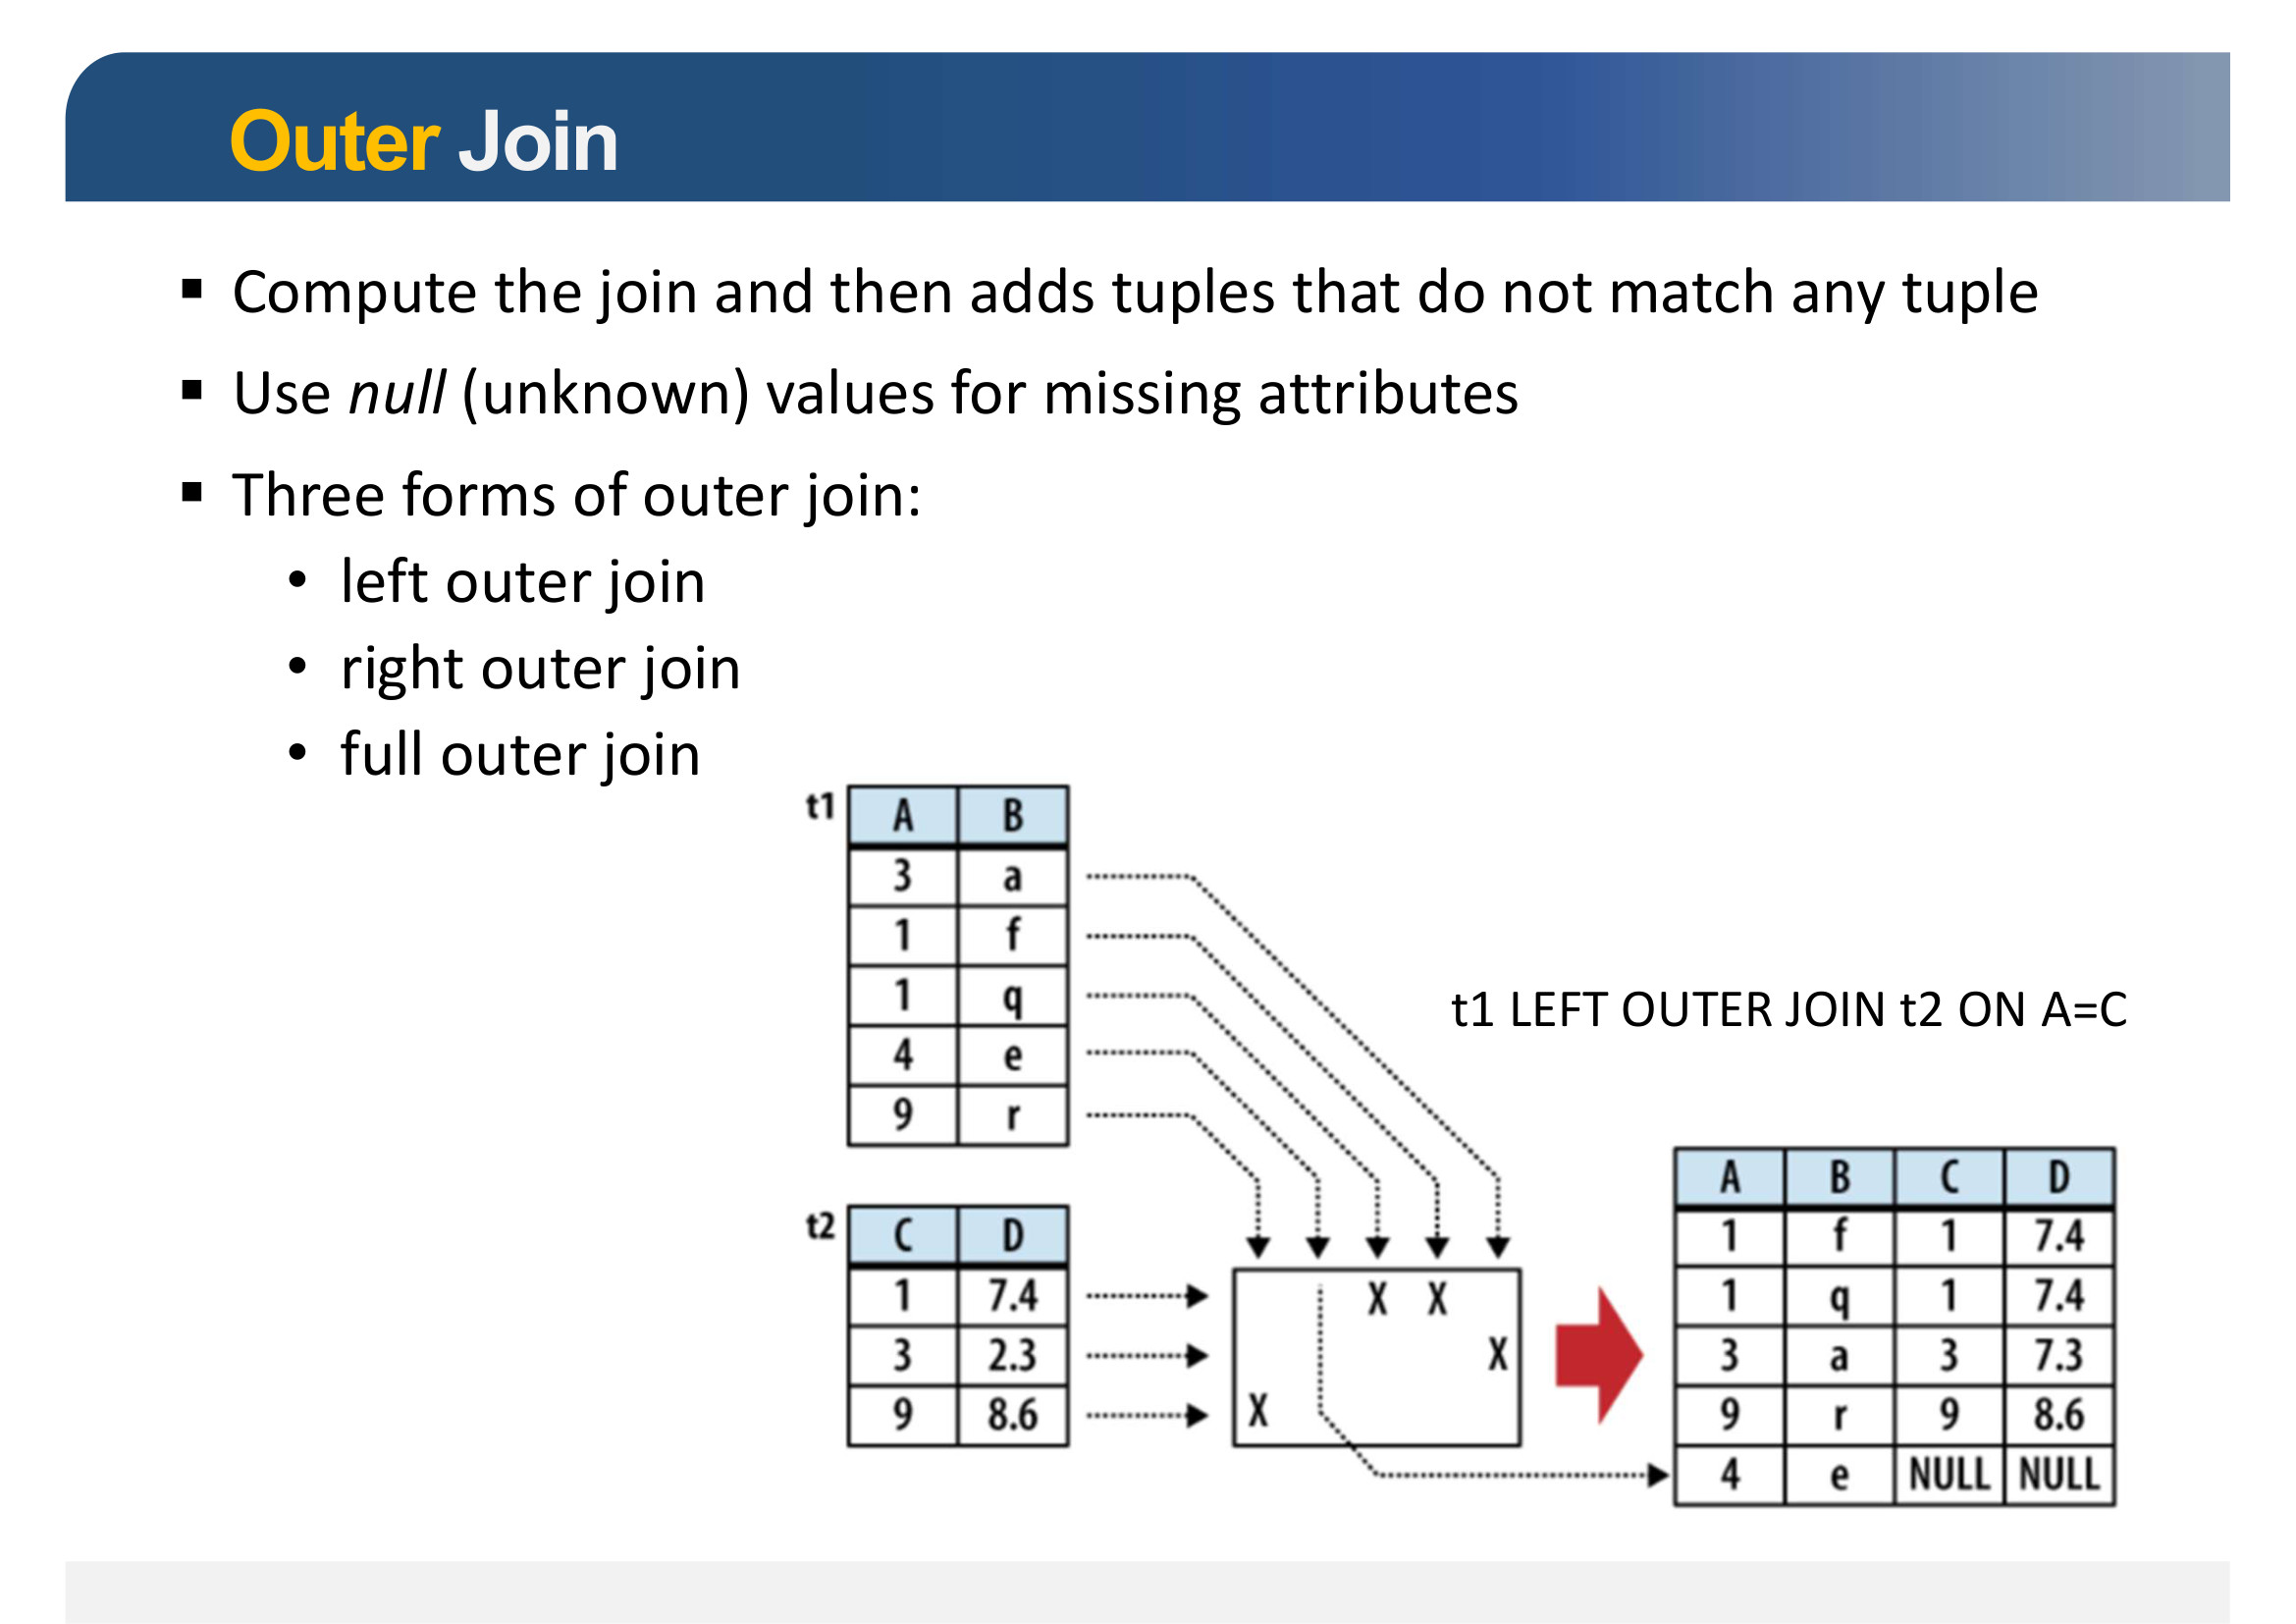 Outer Join
▪ Compute the join and then adds tuples that do not match any tuple
▪ Use null (unknown) values for missing attributes
▪ Three forms of outer join:
• left outer join
• right outer join
• full outer join
t1
A B
3 a
1 f
1 q
4 e
9 r
t1 LEFT OUTER JOIN t2 ON A=C
t2
C D
1 7.4
3 2.3
9 8.6
X X
X
X
A B C D
1 f 1 7.4
1 q 1 7.4
3 a 3 7.3
9 r 9 8.6
4 e NULL NULL